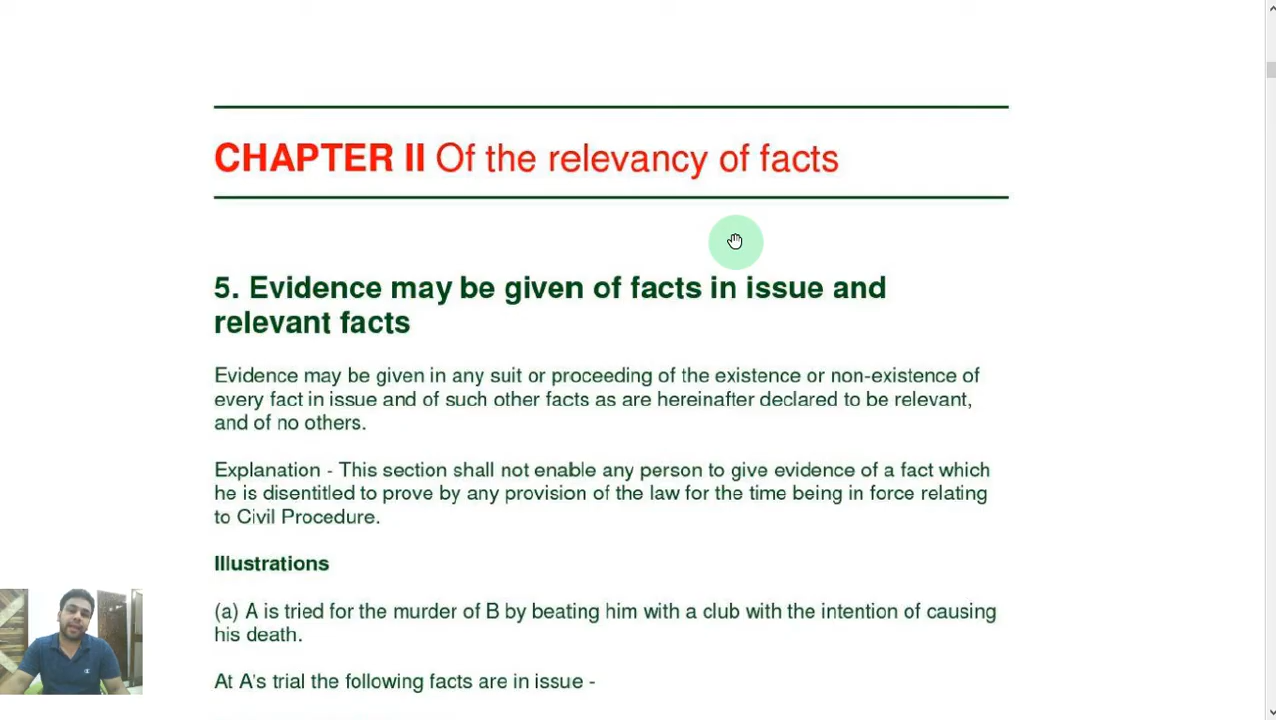 CHAPTER II Of the relevancy of facts
5. Evidence may be given of facts in issue and
relevant facts
Evidence may be given in any suit or proceeding of the existence or non-existence of
every fact in issue and of such other facts as are hereinafter declared to be relevant,
and of no others.
Explanation - This section shall not enable any person to give evidence of a fact which
he is disentitled to prove by any provision of the law for the time being in force relating
to Civil Procedure.
Illustrations
(a) A is tried for the murder of B by beating him with a club with the intention of causing
his death.
At A's trial the following facts are in issue -